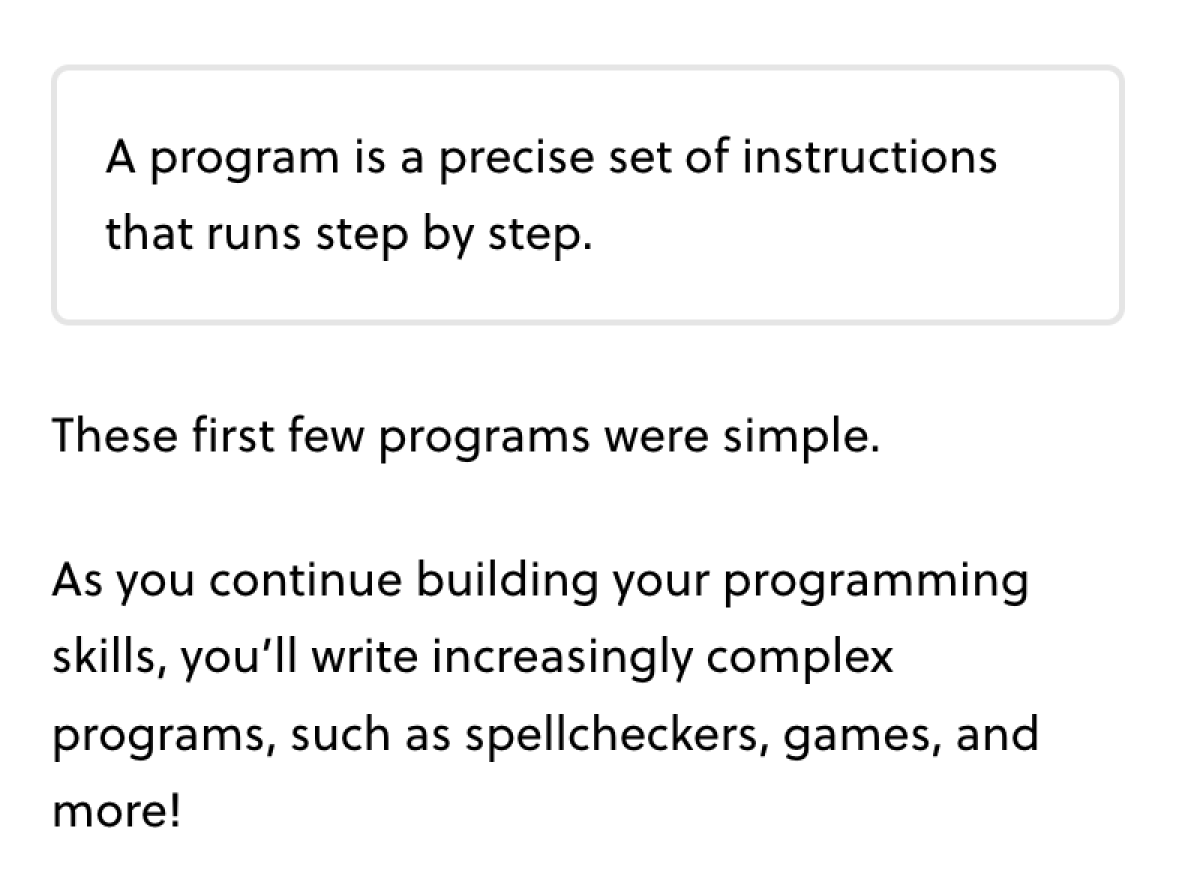 A program is a precise set of instructions
that runs step by step.
These first few programs were simple.
As you continue building your programming
skills, you’ll write increasingly complex
programs, such as spellcheckers, games, and
more!